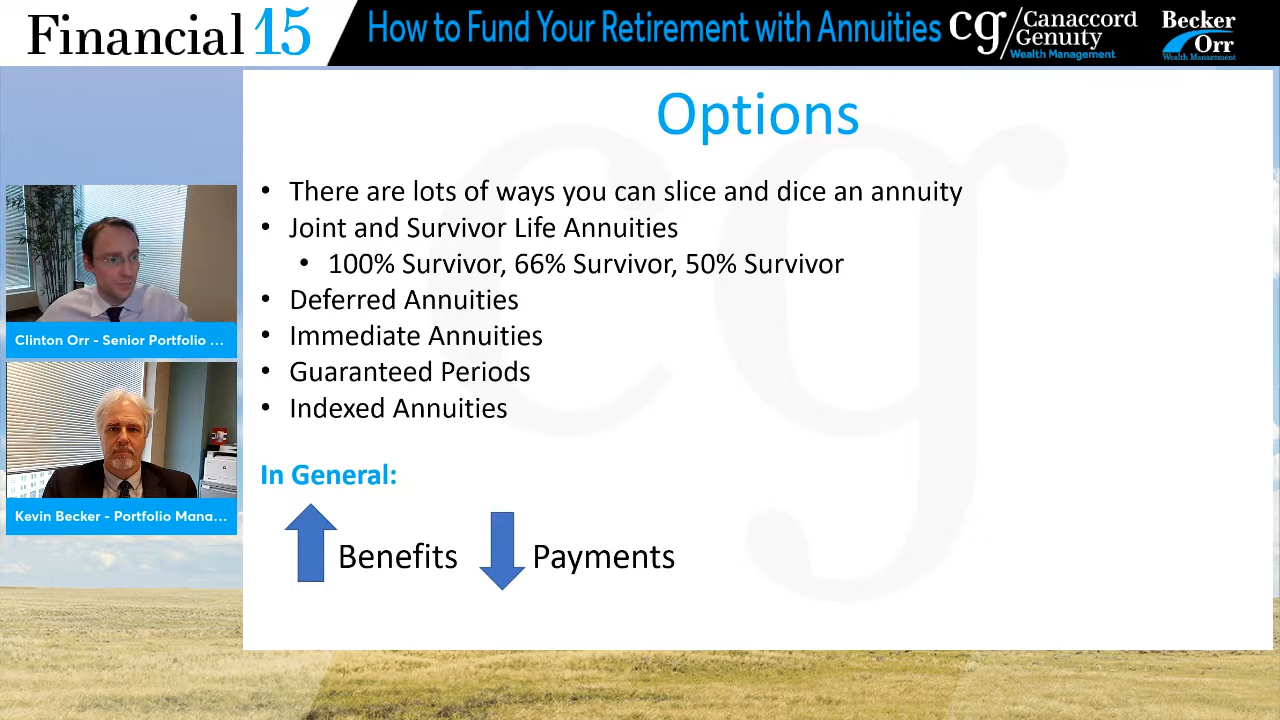 Financial 15
How to Fund Your Retirement with Annuities
cg/Canaccord
Genuity
Wealth Management
Becker
Orr
Wealth Management
Options
• There are lots of ways you can slice and dice an annuity
• Joint and Survivor Life Annuities
• 100% Survivor, 66% Survivor, 50% Survivor
• Deferred Annuities
• Immediate Annuities
• Guaranteed Periods
• Indexed Annuities
In General:
Benefits
Payments
Clinton Orr - Senior Portfolio ...
Kevin Becker - Portfolio Mana...
cg